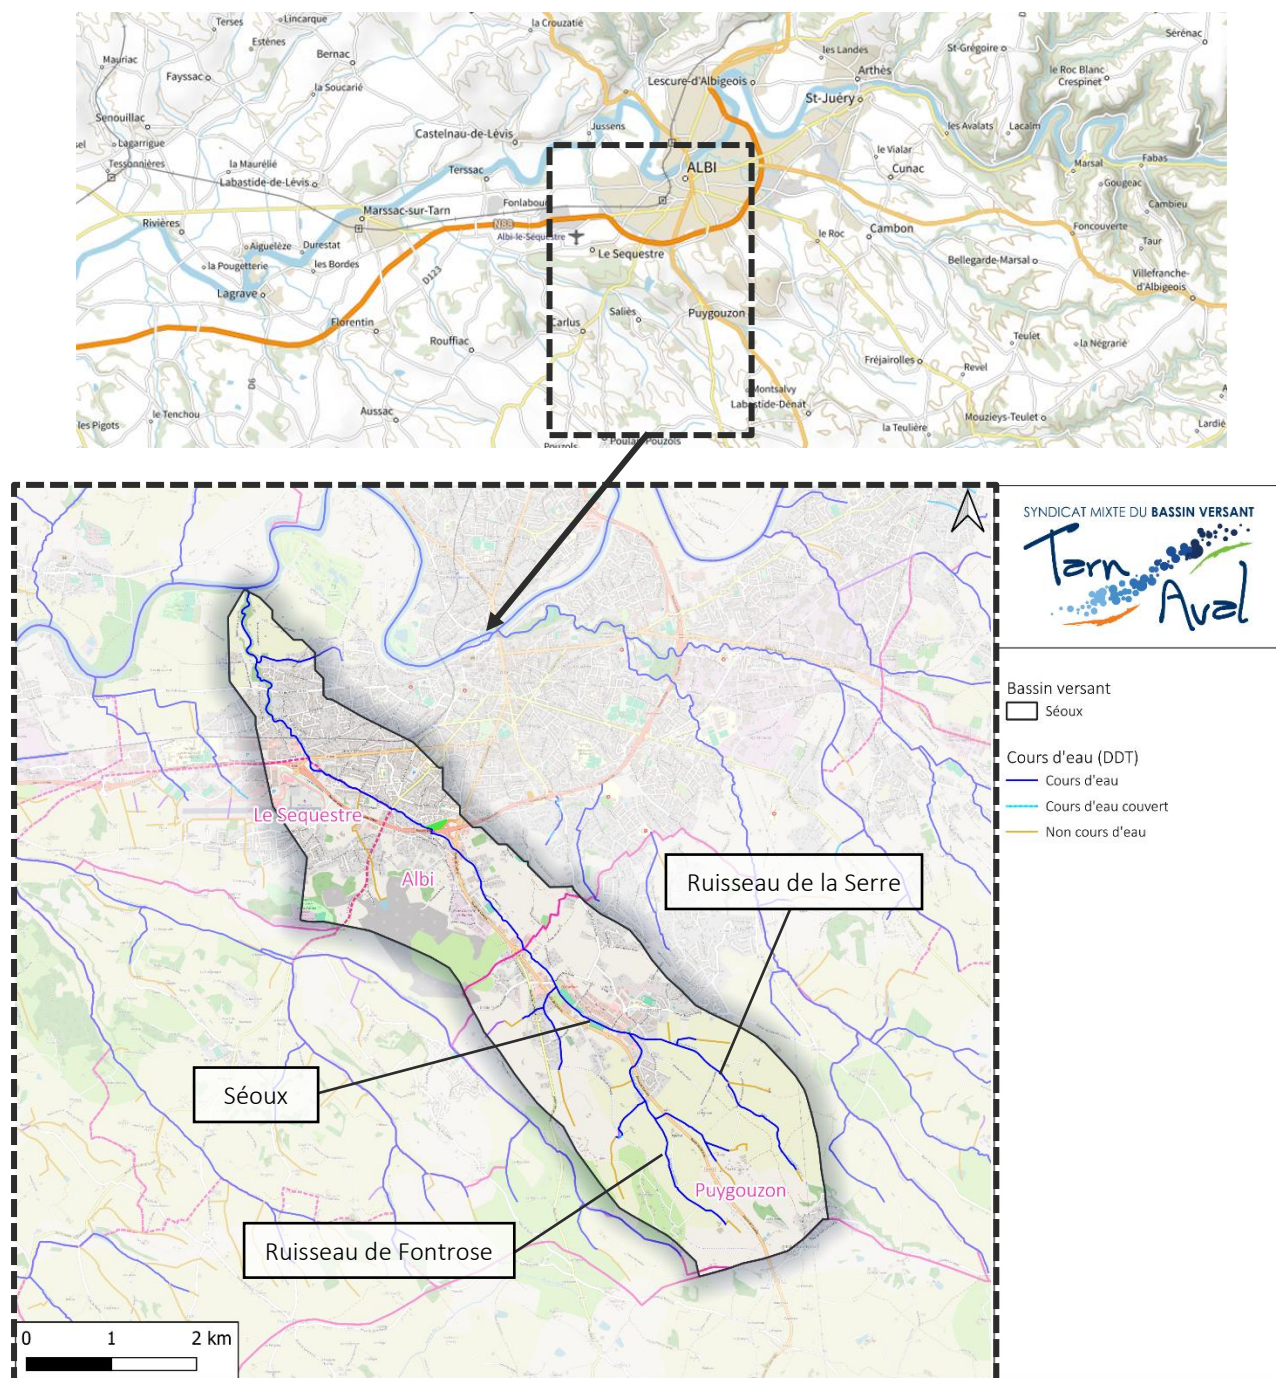 Terses
Lincarque
la Crouzatié
Sérénac
Estènes
Bernac
les Landes
St-Grégoire
Mauriac
Fayssac
Lescure-d'Albigeois
Arthès
le Roc Blanc
Crespinet
la Soucarié
St-Juéry
Senouillac
Castelnau-de-Lévis
Jussens
les Avalats
Lacalm
Lagarrigue
Tessonnières
la Maurelié
Labastide-de-Lévis
Terssac
ALBI
le Vialar
Cunac
Marsal
Fabas
Gougeac
Fonlabour
Cambieu
Marssac-sur-Tarn
Rivières
N88
Albi-le-Séquestre
le Roc
Cambon
Foncouverte
Taur
Aiguelèze
Durestat
Le Sequestre
la Pougétterie
les Bordes
D123
Bellegarde-Marsal
Villefranche-
d'Albigeois
Lagrave
Florentin
Carlus
Saliès
Puygouzon
Rouffiac
Teulet
la Négrarié
Fréjairolles
Revel
D6
Montsalvy
Labastide-Dénat
les Pigots
le Tenchou
Aussac
Mouzieys-Teulet
la Teulière
Lardié
Pouzols
Poulan-Pouzols
SYNDICAT MIXTE DU BASSIN VERSANT
Tarn
Aval
Bassin versant
Séoux
Cours d'eau (DDT)
Cours d'eau
Cours d'eau couvert
Non cours d'eau
Le Sequestre
Albi
Ruisseau de la Serre
Séoux
Puygouzon
Ruisseau de Fontrose
0 1 2 km